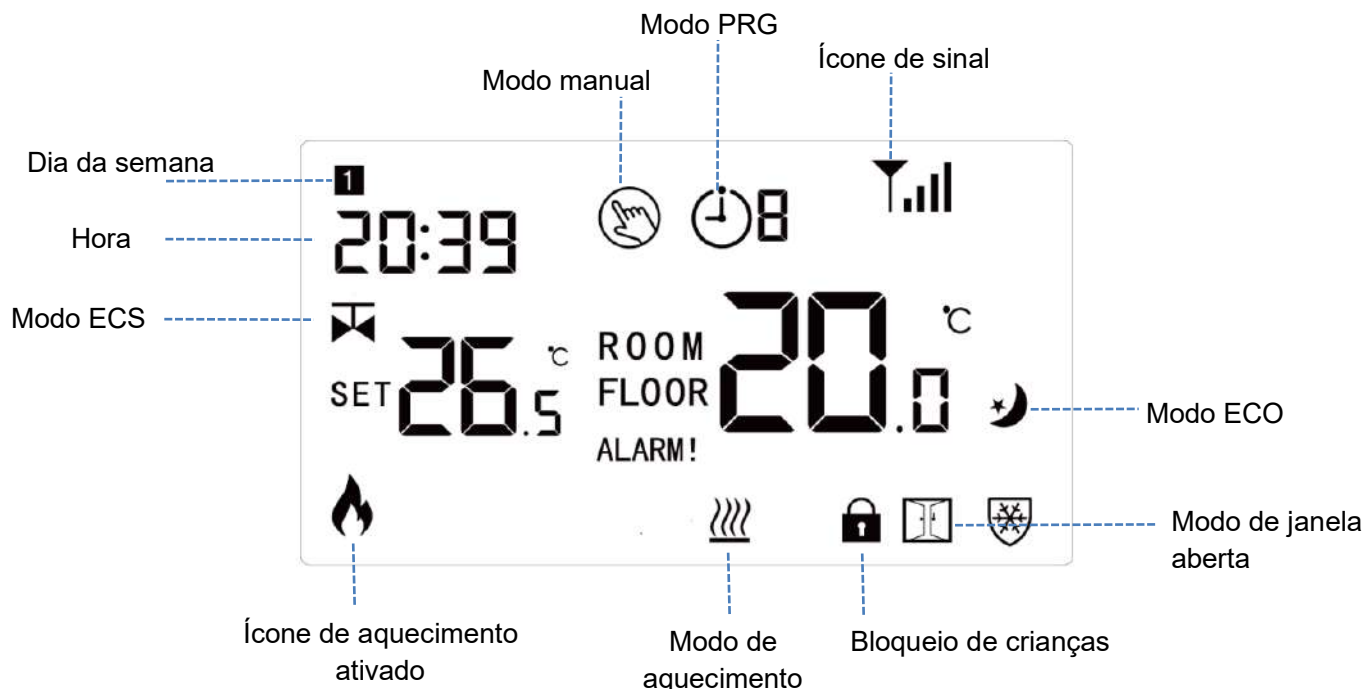 Modo PRG
Ícone de sinal
Modo manual
Dia da semana
1
Hora
20:39
8
Modo ECS
SET 26.5 °C
ROOM
FLOOR
20.0 °C
ALARM!
Modo ECO
Modo de janela
aberta
Ícone de aquecimento
ativado
Modo de
aquecimento
Bloqueio de crianças